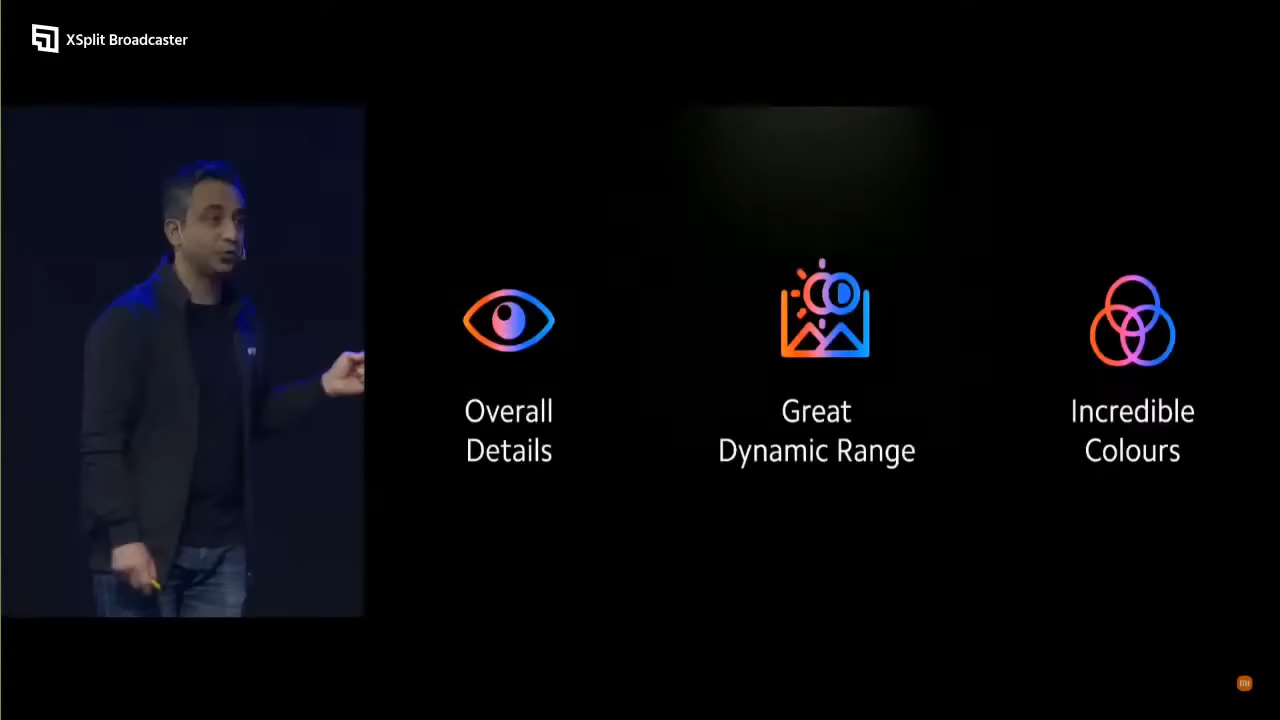 XSplit Broadcaster
Overall
Details
Great
Dynamic Range
Incredible
Colours